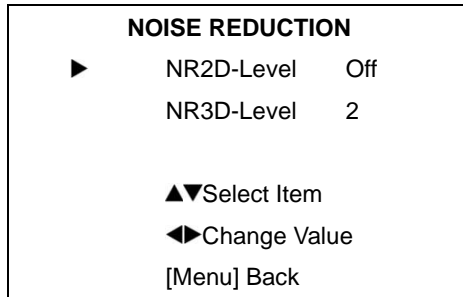 NOISE REDUCTION
▶ NR2D-Level Off
NR3D-Level 2
▲▼Select Item
◀▶Change Value
[Menu] Back